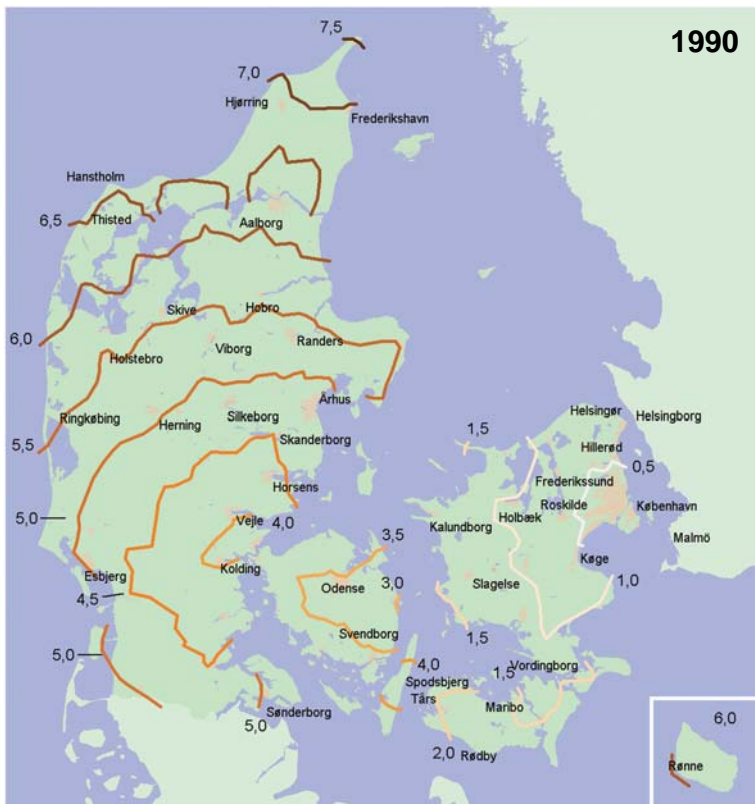 7,5
1990
7,0
Hjørring
Frederikshavn
Hanstholm
6,5
Thisted
Aalborg
6,0
Skive
Hobro
Holstebro
Viborg
Randers
Århus
Ringkøbing
Herning
Silkeborg
Skanderborg
5,5
1,5
Helsingør
Helsingborg
Hillerød
0,5
Horsens
Frederikssund
5,0
Vejle
4,0
Kalundborg
Holbæk
Roskilde
København
3,5
Malmö
Køge
Esbjerg
Kolding
Odense
3,0
Slagelse
1,0
4,5
Svendborg
1,5
5,0
4,0
Vordingborg
Spodsbjerg
1,5
Tårs
Maribo
Sønderborg
5,0
2,0
Rødby
6,0
Rønne